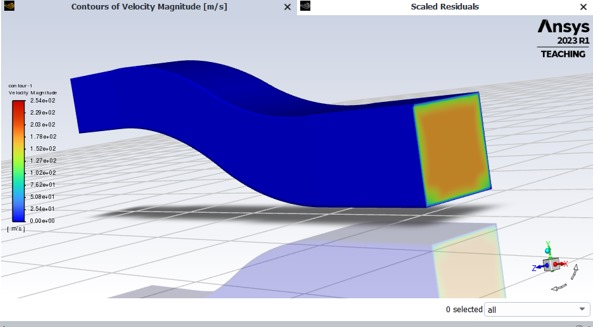 Contours of Velocity Magnitude [m/s]
Scaled Residuals
Ansys
2023 R1
TEACHING
contour-1
Velocity Magnitude
2.54e+02
2.29e+02
2.03e+02
1.78e+02
1.52e+02
1.27e+02
1.02e+02
7.62e+01
5.08e+01
2.54e+01
0.00e+00
[ m/s ]
Y
Z
X
0 selected all